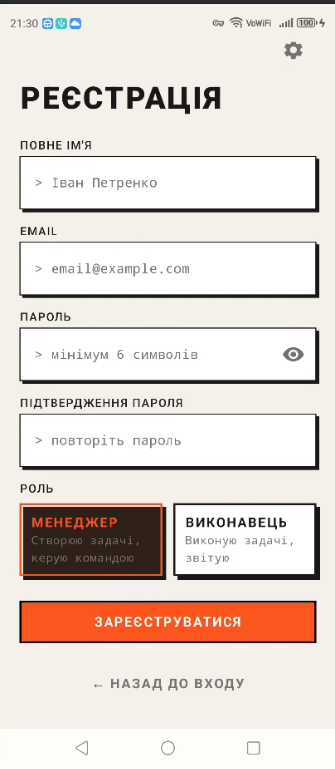 21:30 VoWiFi 100
РЕЄСТРАЦІЯ
ПОВНЕ ІМ'Я
> Іван Петренко
EMAIL
> email@example.com
ПАРОЛЬ
> мінімум 6 символів
ПІДТВЕРДЖЕННЯ ПАРОЛЯ
> повторіть пароль
РОЛЬ
МЕНЕДЖЕР
Створюю задачі,
керую командою
ВИКОНАВЕЦЬ
Виконую задачі,
звітую
ЗАРЕЄСТРУВАТИСЯ
← НАЗАД ДО ВХОДУ